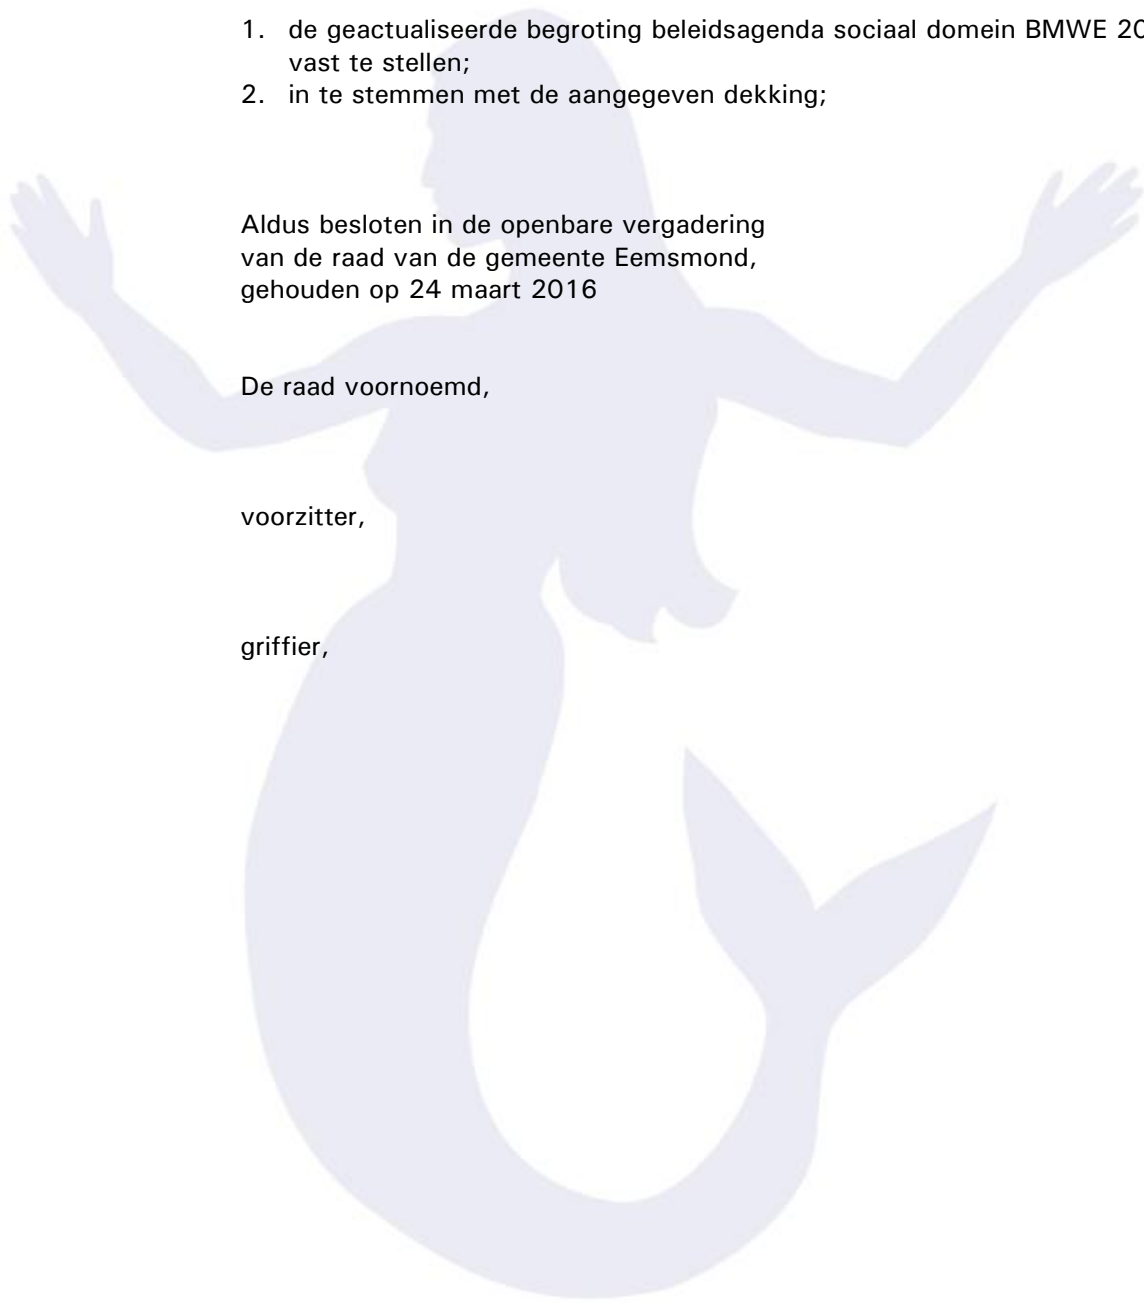 1. de geactualiseerde begroting beleidsagenda sociaal domein BMWE 20
vast te stellen;
2. in te stemmen met de aangegeven dekking;
Aldus besloten in de openbare vergadering
van de raad van de gemeente Eemsmond,
gehouden op 24 maart 2016
De raad voornoemd,
voorzitter,
griffier,